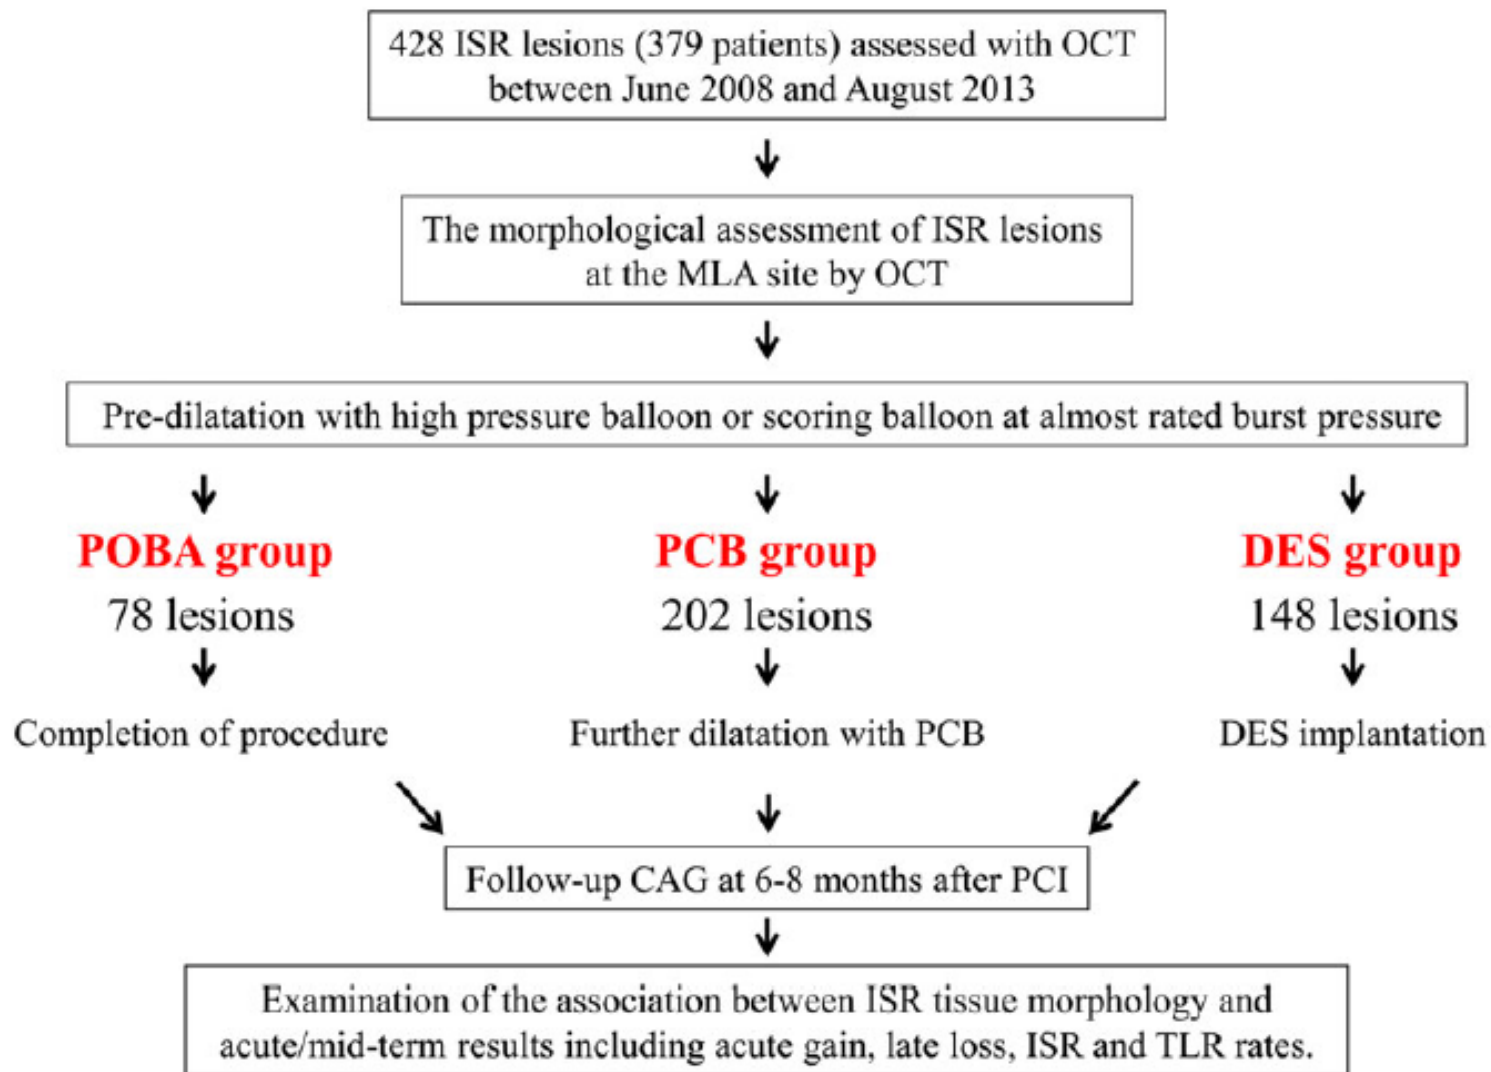 428 ISR lesions (379 patients) assessed with OCT
between June 2008 and August 2013
The morphological assessment of ISR lesions
at the MLA site by OCT
Pre-dilatation with high pressure balloon or scoring balloon at almost rated burst pressure
POBA group
78 lesions
Completion of procedure
PCB group
202 lesions
Further dilatation with PCB
DES group
148 lesions
DES implantation
Follow-up CAG at 6-8 months after PCI
Examination of the association between ISR tissue morphology and
acute/mid-term results including acute gain, late loss, ISR and TLR rates.